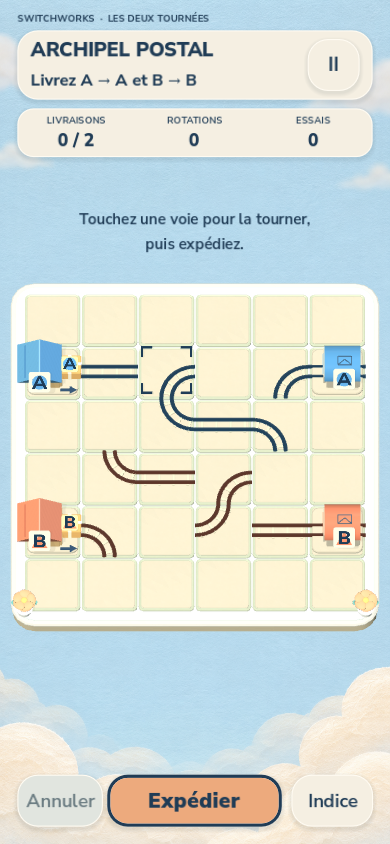 SWITCHWORKS · LES DEUX TOURNÉES
ARCHIPEL POSTAL
Livrez A → A et B → B
LIVRAISONS ROTATIONS ESSAIS
0 / 2 0 0
Touchez une voie pour la tourner,
puis expédiez.
A
A A
B
B B
Annuler Expédier Indice